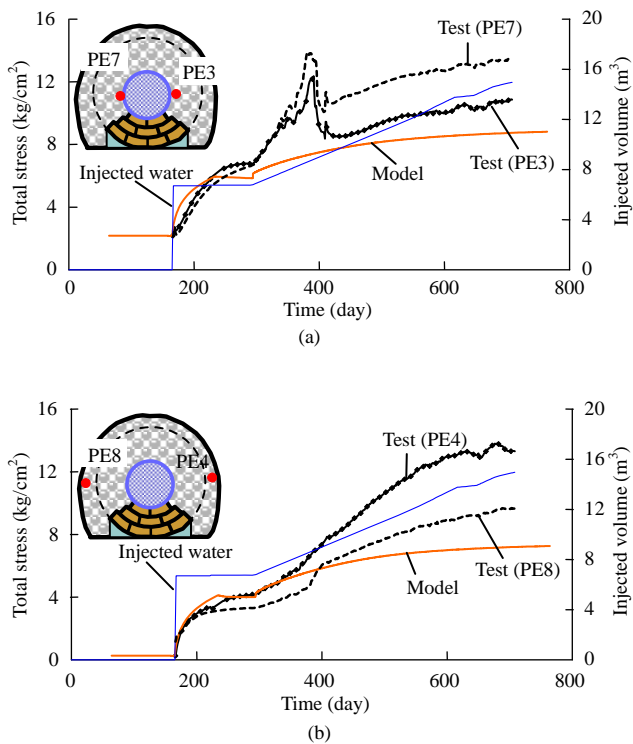 16
12
8
4
0
Total stress (kg/cm²)
PE7
PE3
Injected water
Test (PE7)
Model
Test (PE3)
20
16
12
8
4
0
Injected volume (m³)
0
200
400
600
800
Time (day)
(a)
16
12
8
4
0
Total stress (kg/cm²)
PE8
PE4
Injected water
Test (PE4)
Model
Test (PE8)
20
16
12
8
4
0
Injected volume (m³)
0
200
400
600
800
Time (day)
(b)